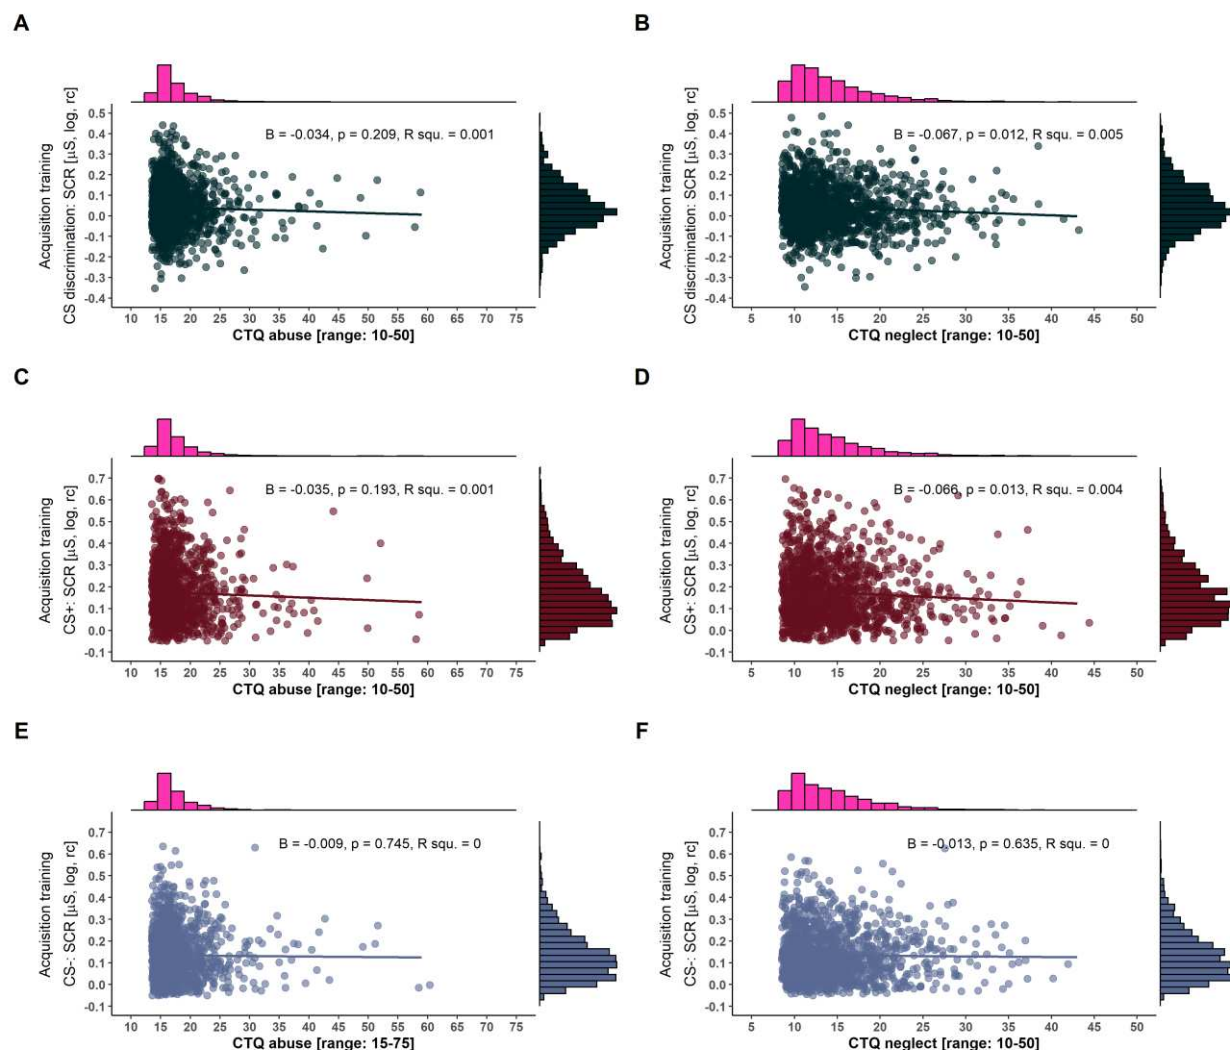 A
B = -0.034, p = 0.209, R squ. = 0.001
Acquisition training
CS discrimination: SCR [µS, log, rc]
0.5
0.4
0.3
0.2
0.1
0.0
-0.1
-0.2
-0.3
-0.4
10 15 20 25 30 35 40 45 50 55 60 65 70 75
CTQ abuse [range: 10-50]
B
B = -0.067, p = 0.012, R squ. = 0.005
Acquisition training
CS discrimination: SCR [µS, log, rc]
0.5
0.4
0.3
0.2
0.1
0.0
-0.1
-0.2
-0.3
-0.4
5 10 15 20 25 30 35 40 45 50
CTQ neglect [range: 10-50]
C
B = -0.035, p = 0.193, R squ. = 0.001
Acquisition training
CS+: SCR [µS, log, rc]
0.7
0.6
0.5
0.4
0.3
0.2
0.1
0.0
-0.1
10 15 20 25 30 35 40 45 50 55 60 65 70 75
CTQ abuse [range: 10-50]
D
B = -0.066, p = 0.013, R squ. = 0.004
Acquisition training
CS+: SCR [µS, log, rc]
0.7
0.6
0.5
0.4
0.3
0.2
0.1
0.0
-0.1
5 10 15 20 25 30 35 40 45 50
CTQ neglect [range: 10-50]
E
B = -0.009, p = 0.745, R squ. = 0
Acquisition training
CS-: SCR [µS, log, rc]
0.7
0.6
0.5
0.4
0.3
0.2
0.1
0.0
-0.1
10 15 20 25 30 35 40 45 50 55 60 65 70 75
CTQ abuse [range: 15-75]
F
B = -0.013, p = 0.635, R squ. = 0
Acquisition training
CS-: SCR [µS, log, rc]
0.7
0.6
0.5
0.4
0.3
0.2
0.1
0.0
-0.1
5 10 15 20 25 30 35 40 45 50
CTQ neglect [range: 10-50]